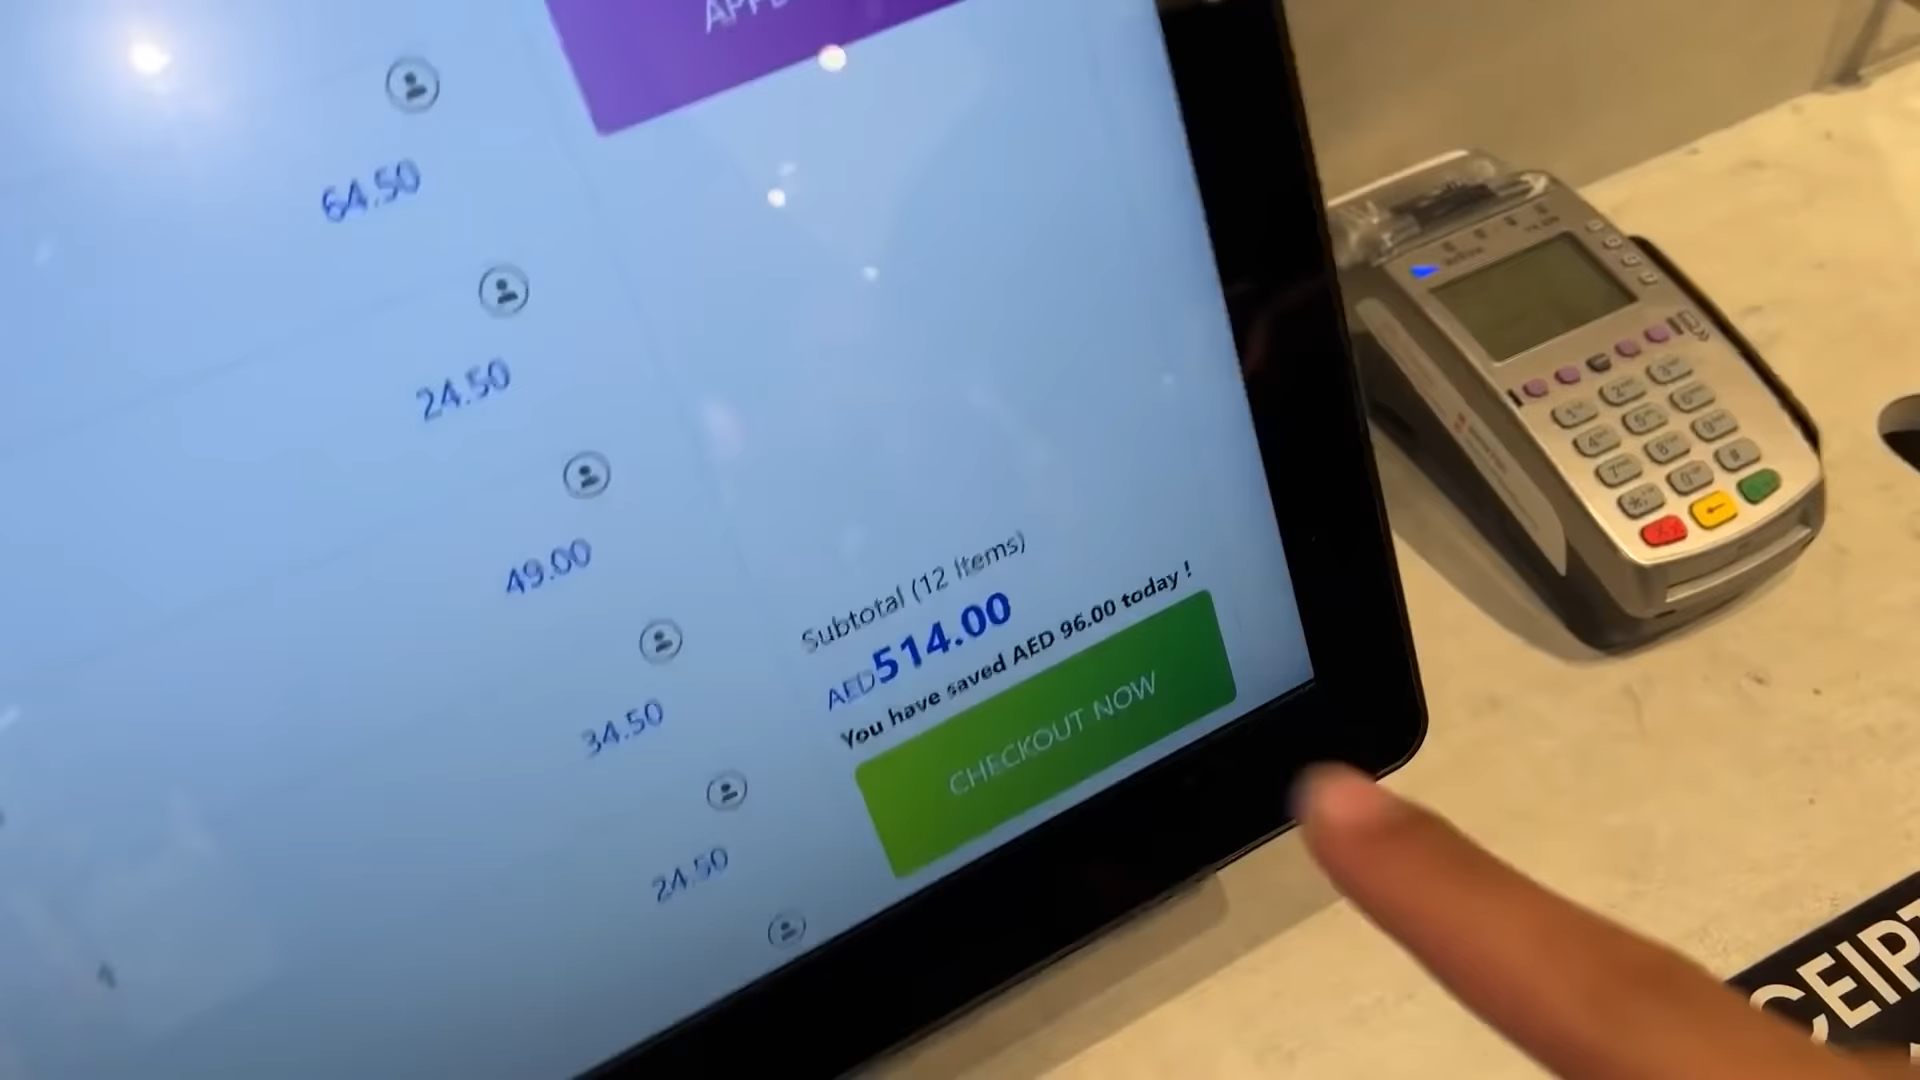 64.50
24.50
49.00
34.50
24.50
Subtotal (12 Items)
AED514.00
You have saved AED 96.00 today !
CHECKOUT NOW